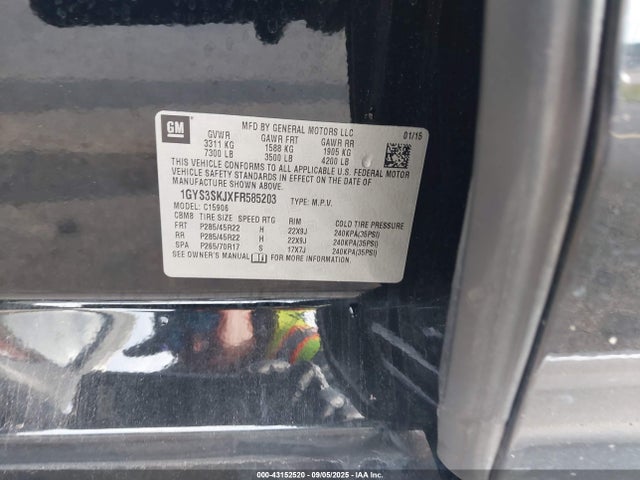 GM
MFD BY GENERAL MOTORS LLC 01/15
GVWR GAWR FRT GAWR RR
3311 KG 1588 KG 1905 KG
7300 LB 3500 LB 4200 LB
THIS VEHICLE CONFORMS TO ALL APPLICABLE U.S. FEDERAL MOTOR
VEHICLE SAFETY STANDARDS IN EFFECT ON THE DATE OF
MANUFACTURE SHOWN ABOVE.
1GYS3SKJXFR585203 TYPE: M.P.V.
MODEL: C15906
CBM8 TIRE SIZE SPEED RTG RIM COLD TIRE PRESSURE
FRT P285/45R22 H 22X9J 240KPA(35PSI)
RR P285/45R22 H 22X9J 240KPA(35PSI)
SPA P265/70R17 S 17X7J 240KPA(35PSI)
SEE OWNER'S MANUAL FOR MORE INFORMATION.
000-43152520 09/05/2025 IAAI.com